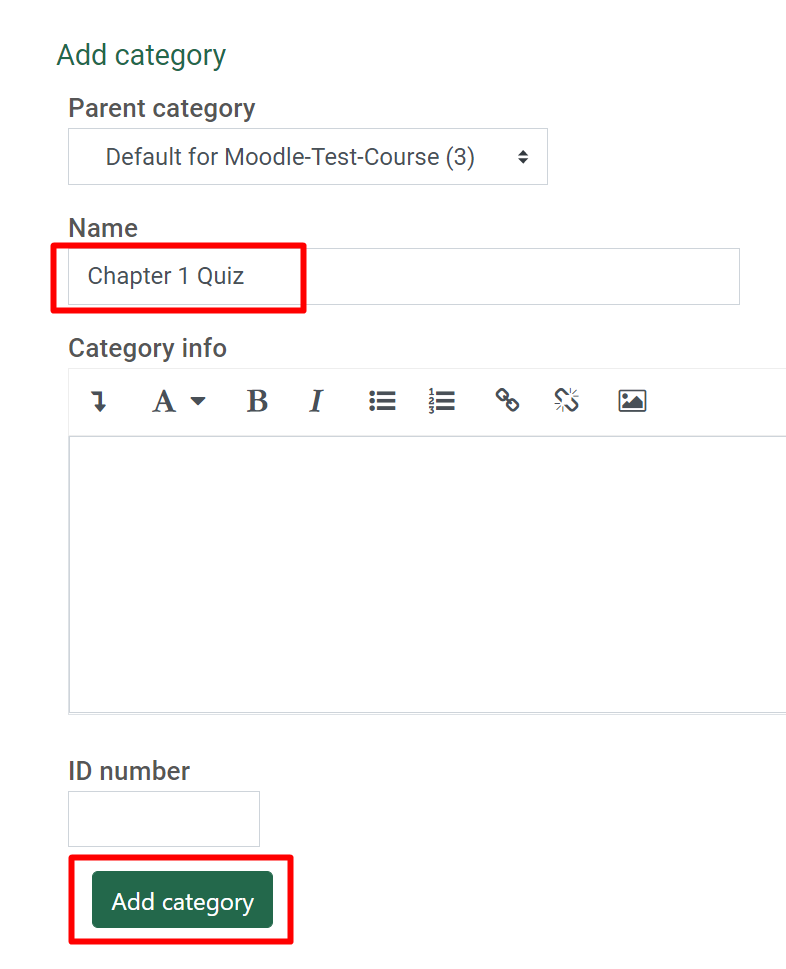 Add category
Parent category
Default for Moodle-Test-Course (3)
Name
Chapter 1 Quiz
Category info
A B I
ID number
Add category